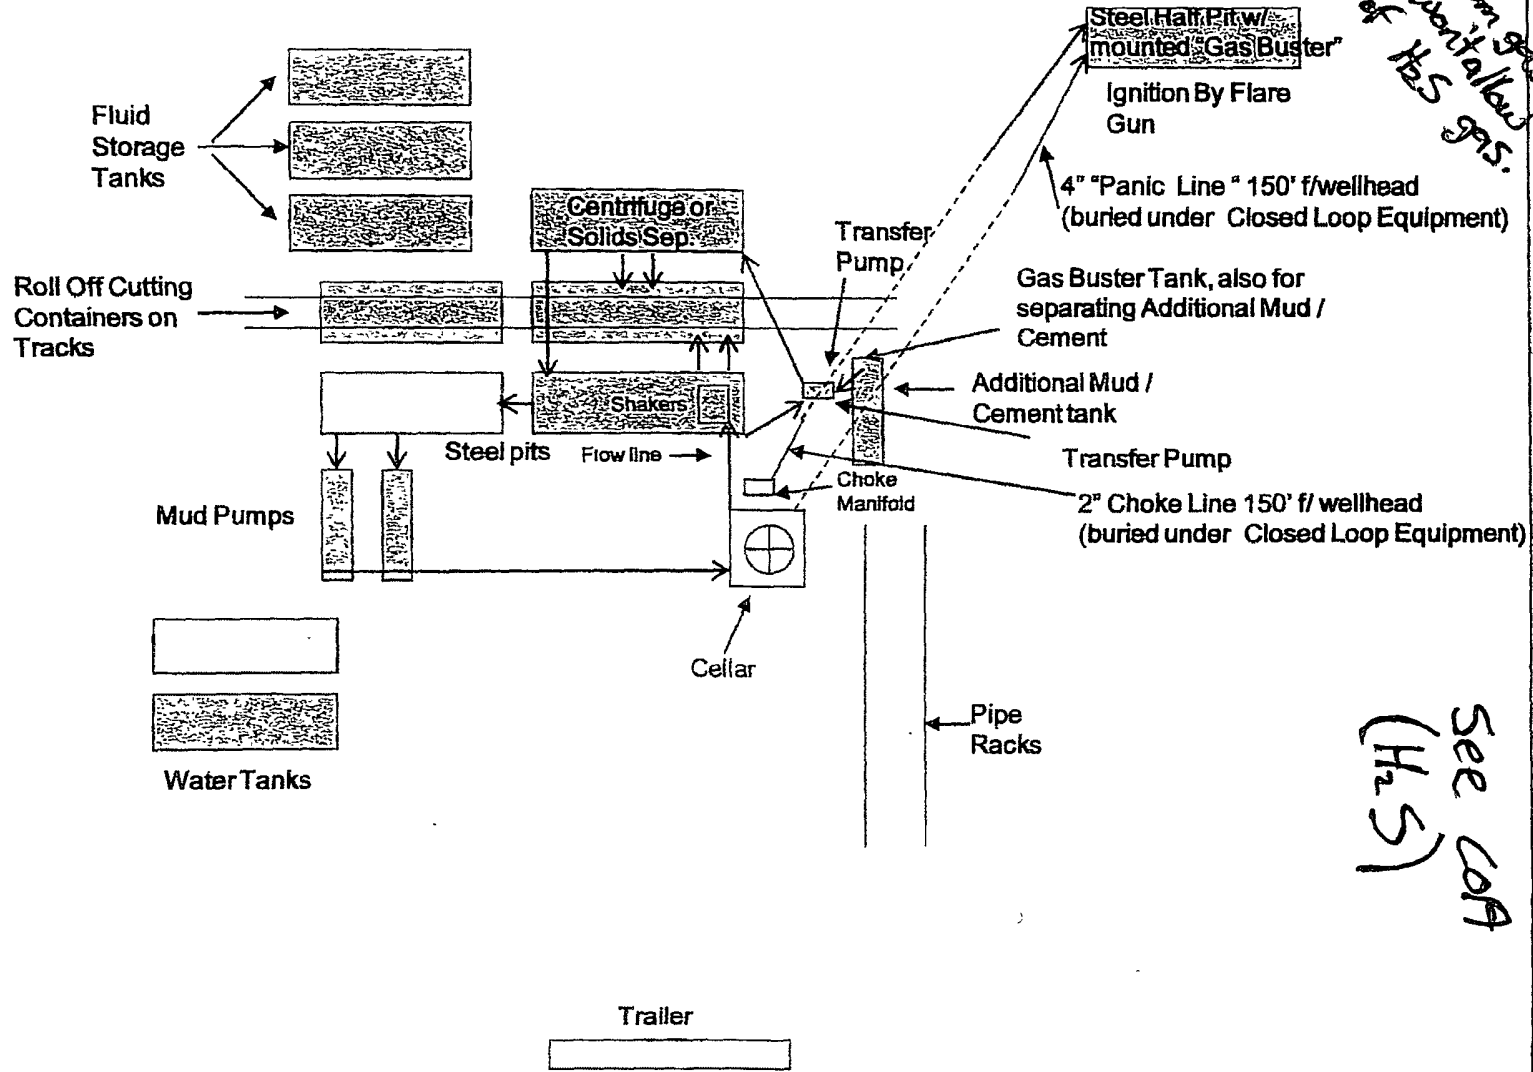 Steel Half Pit w/
mounted "Gas Buster"
Ignition By Flare
Gun
won't allow
of H2S gas.
Fluid
Storage
Tanks
4" "Panic Line " 150' f/wellhead
(buried under Closed Loop Equipment)
Centrifuge or
Solids Sep.
Transfer
Pump
Gas Buster Tank, also for
separating Additional Mud /
Cement
Roll Off Cutting
Containers on
Tracks
Additional Mud /
Cement tank
Shakers
Steel pits
Flow line
Transfer Pump
Choke
Manifold
2" Choke Line 150' f/ wellhead
(buried under Closed Loop Equipment)
Mud Pumps
Cellar
Pipe
Racks
Water Tanks
See COA
(H2S)
Trailer